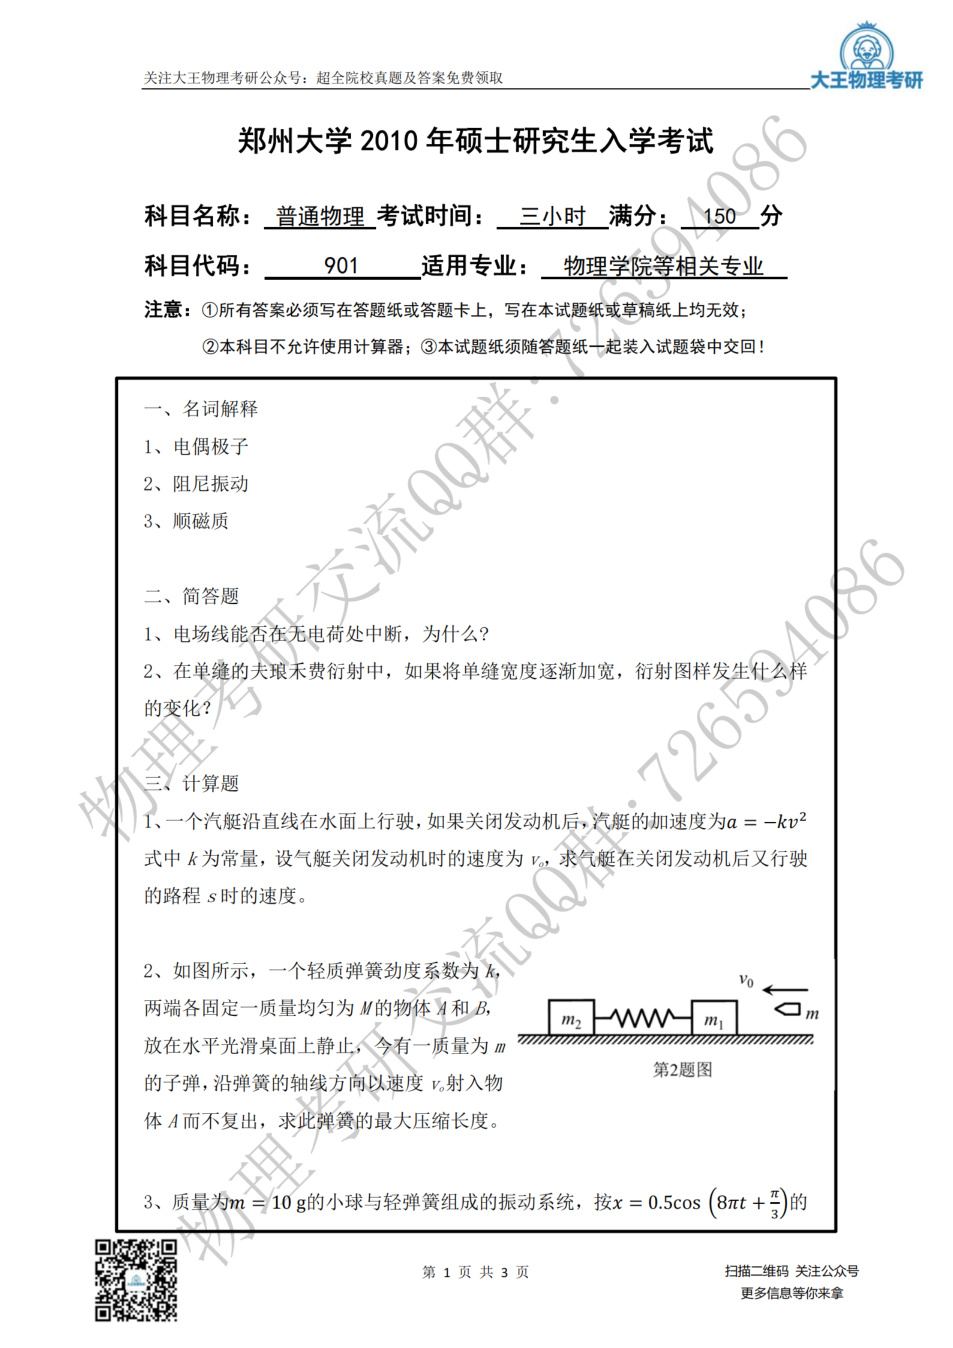 关注大王物理考研公众号：超全院校真题及答案免费领取
大王物理考研
郑州大学 2010 年硕士研究生入学考试
科目名称： 普通物理 考试时间： 三小时 满分： 150 分
科目代码： 901 适用专业： 物理学院等相关专业
注意：①所有答案必须写在答题纸或答题卡上，写在本试题纸或草稿纸上均无效；
②本科目不允许使用计算器；③本试题纸须随答题纸一起装入试题袋中交回！
一、名词解释
1、电偶极子
2、阻尼振动
3、顺磁质
二、简答题
1、电场线能否在无电荷处中断，为什么？
2、在单缝的夫琅禾费衍射中，如果将单缝宽度逐渐加宽，衍射图样发生什么样
的变化？
三、计算题
1、一个汽艇沿直线在水面上行驶，如果关闭发动机后，汽艇的加速度为a = −kv²
式中 k 为常量，设气艇关闭发动机时的速度为 v₀，求气艇在关闭发动机后又行驶
的路程 s 时的速度。
2、如图所示，一个轻质弹簧劲度系数为 k，
两端各固定一质量均匀为 M 的物体 A 和 B，
放在水平光滑桌面上静止，今有一质量为 m
的子弹，沿弹簧的轴线方向以速度 v₀射入物
体 A 而不复出，求此弹簧的最大压缩长度。
v₀
m₂ m₁ m
第2题图
3、质量为m = 10 g的小球与轻弹簧组成的振动系统，按x = 0.5cos (8πt + π/3)的
第 1 页 共 3 页
扫描二维码 关注公众号
更多信息等你来拿
物理考研交流QQ群：726594086
物理考研交流QQ群：726594086